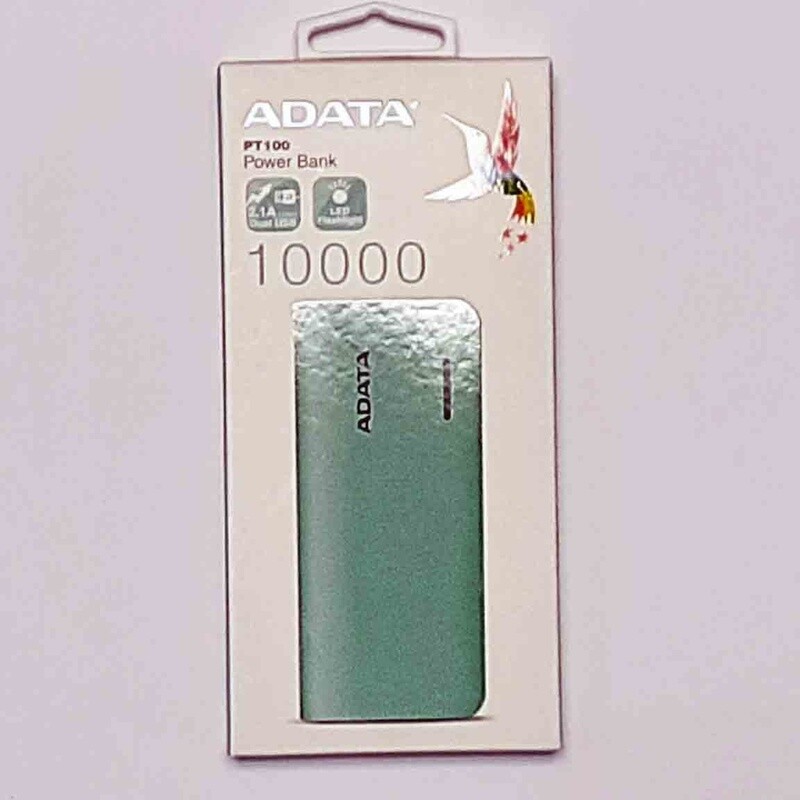 ADATA
PT100
Power Bank
2.1A
Dual USB
LED
Flashlight
10000
ADATA